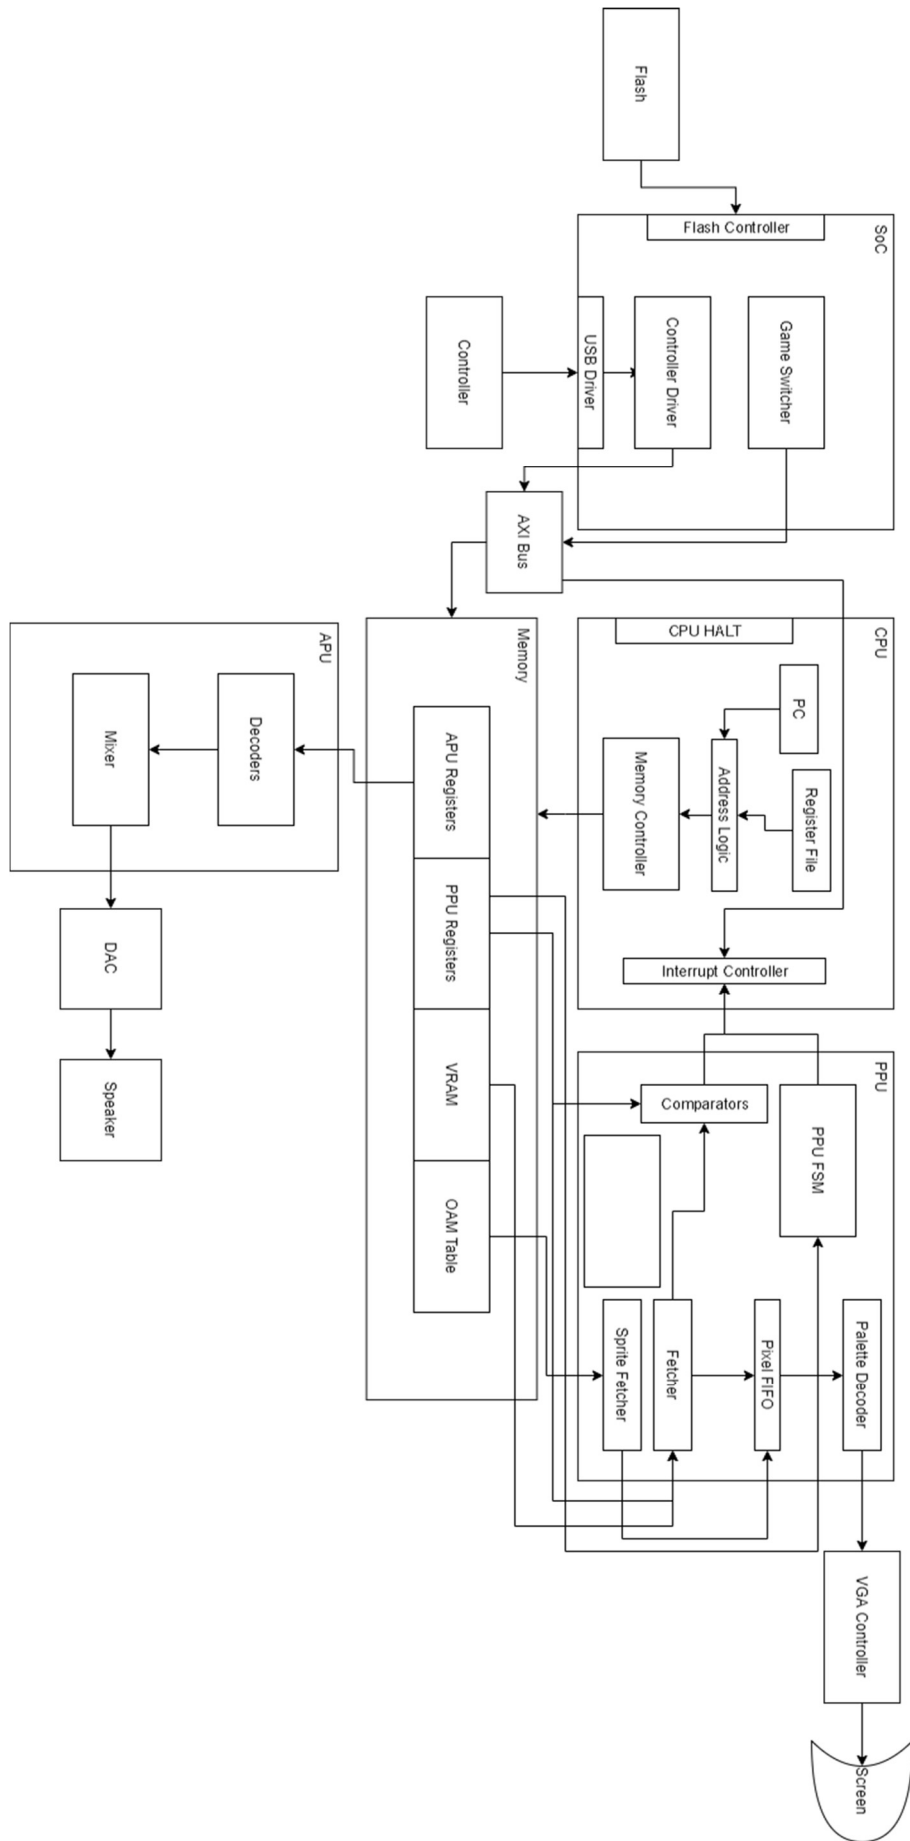 Flash
SoC
Flash Controller
Game Switcher
Controller Driver
USB Driver
Controller
AXI Bus
CPU
CPU HALT
PC
Register File
Address Logic
Memory Controller
Interrupt Controller
Memory
APU Registers
PPU Registers
VRAM
OAM Table
APU
Decoders
Mixer
DAC
Speaker
PPU
PPU FSM
Comparators
Palette Decoder
Pixel FIFO
Fetcher
Sprite Fetcher
VGA Controller
Screen